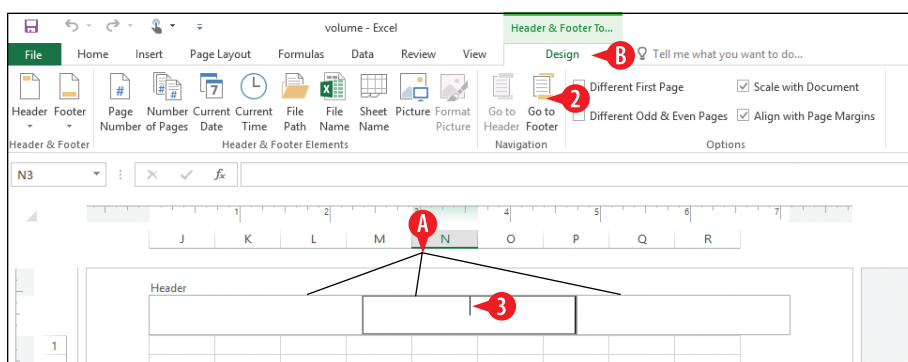 volume - Excel
Header & Footer To...
File Home Insert Page Layout Formulas Data Review View Design B Tell me what you want to do...
Header Footer Page Number Number of Pages Current Date Current Time File Path File Name Sheet Name Picture Format Picture Go to Header Go to Footer 2
Different First Page Scale with Document
Different Odd & Even Pages Align with Page Margins
Header & Footer Header & Footer Elements Navigation Options
N3 fx
1 2 3 4 5 6 7
A
J K L M N O P Q R
Header
3
1